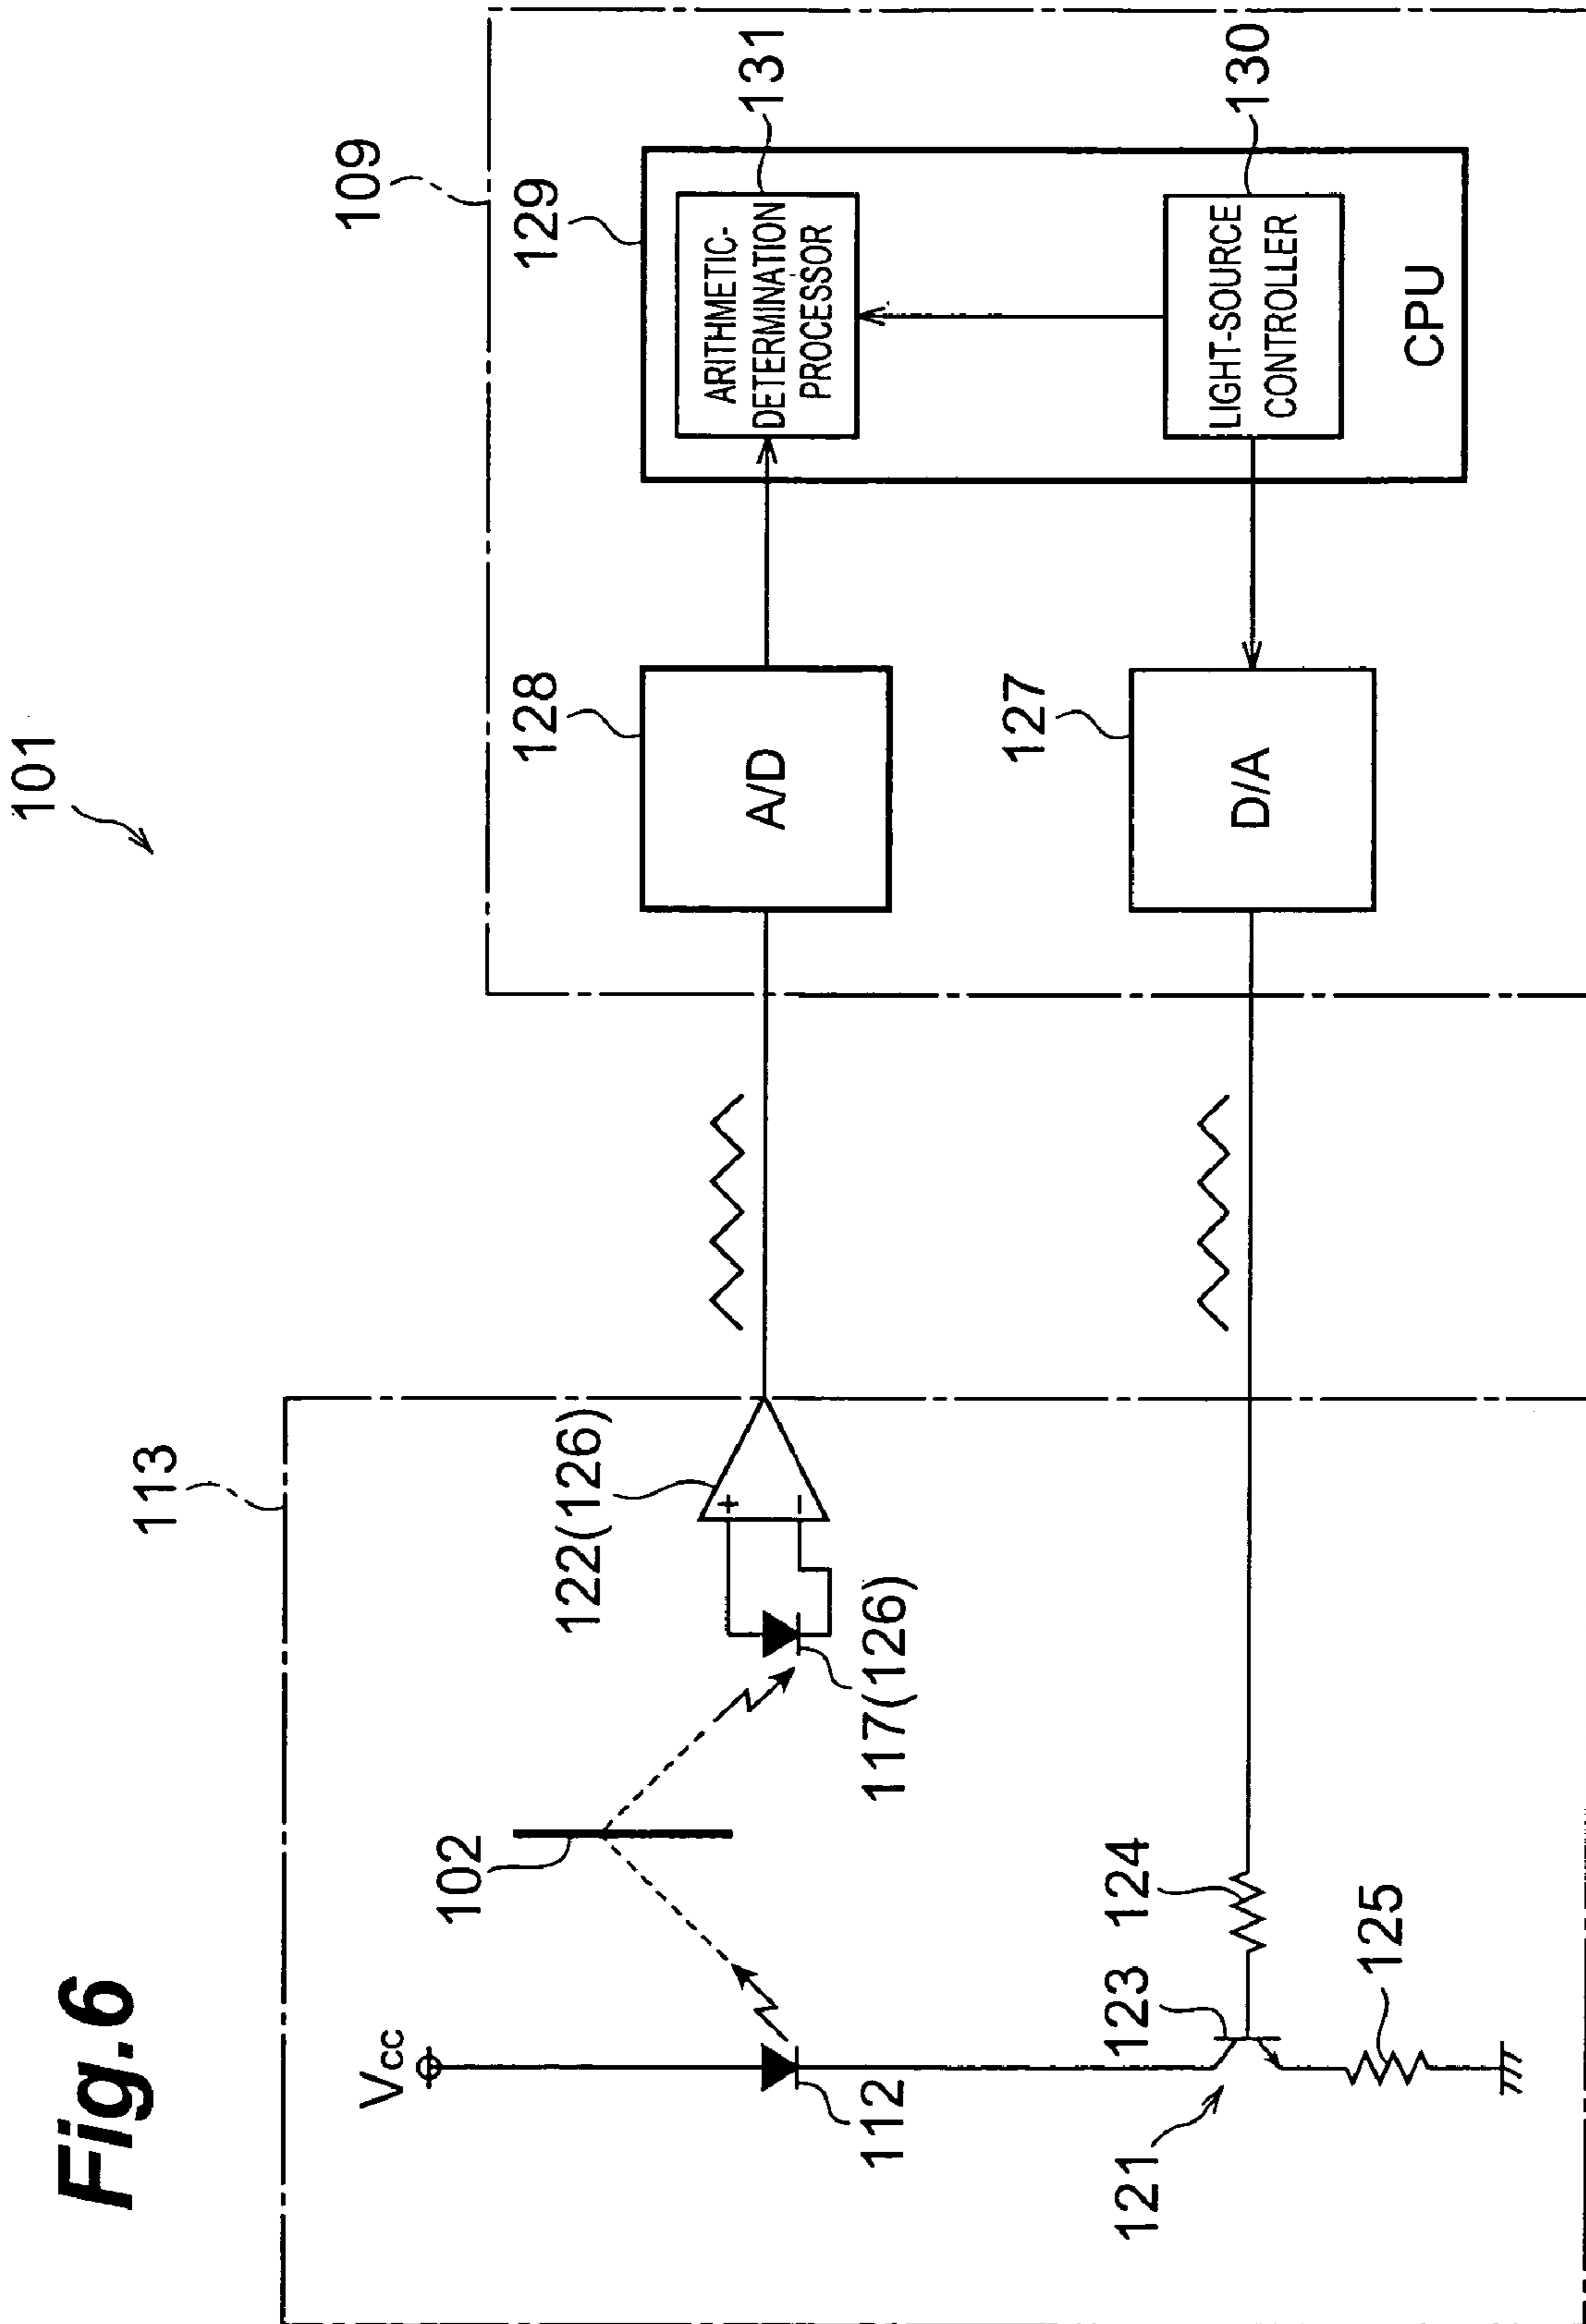 Fig.6
101
113
109
Vcc
102
122(126)
+
-
117(126)
112
121
123
124
125
128
A/D
127
D/A
129
ARITHMETIC-
DETERMINATION
PROCESSOR
131
LIGHT-SOURCE
CONTROLLER
130
CPU